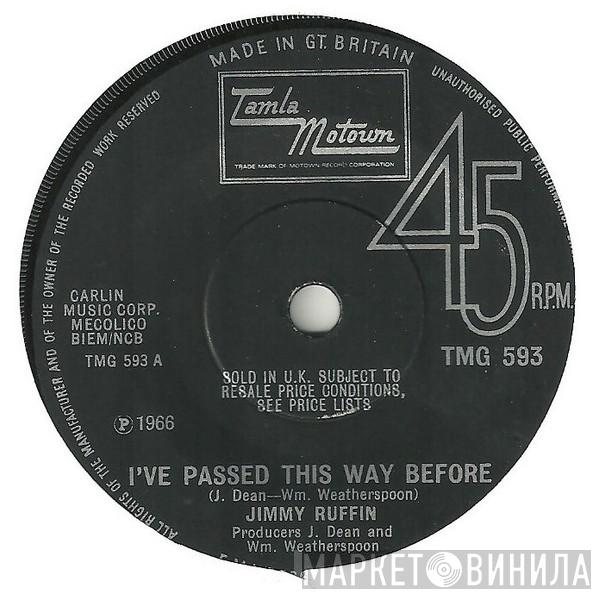 MADE IN GT. BRITAIN
Tamla
Motown
TRADE MARK OF MOTOWN RECORD CORPORATION
45
R.P.M.
UNAUTHORISED PUBLIC PERFORMANCE
ALL RIGHTS OF THE MANUFACTURER AND OF THE OWNER OF THE RECORDED WORK RESERVED
CARLIN
MUSIC CORP.
MECOLICO
BIEM/NCB
TMG 593 A
TMG 593
SOLD IN U.K. SUBJECT TO
RESALE PRICE CONDITIONS,
SEE PRICE LISTS
℗ 1966
I'VE PASSED THIS WAY BEFORE
(J. Dean—Wm. Weatherspoon)
JIMMY RUFFIN
Producers J. Dean and
Wm. Weatherspoon
МАРКЕТ ВИНИЛА